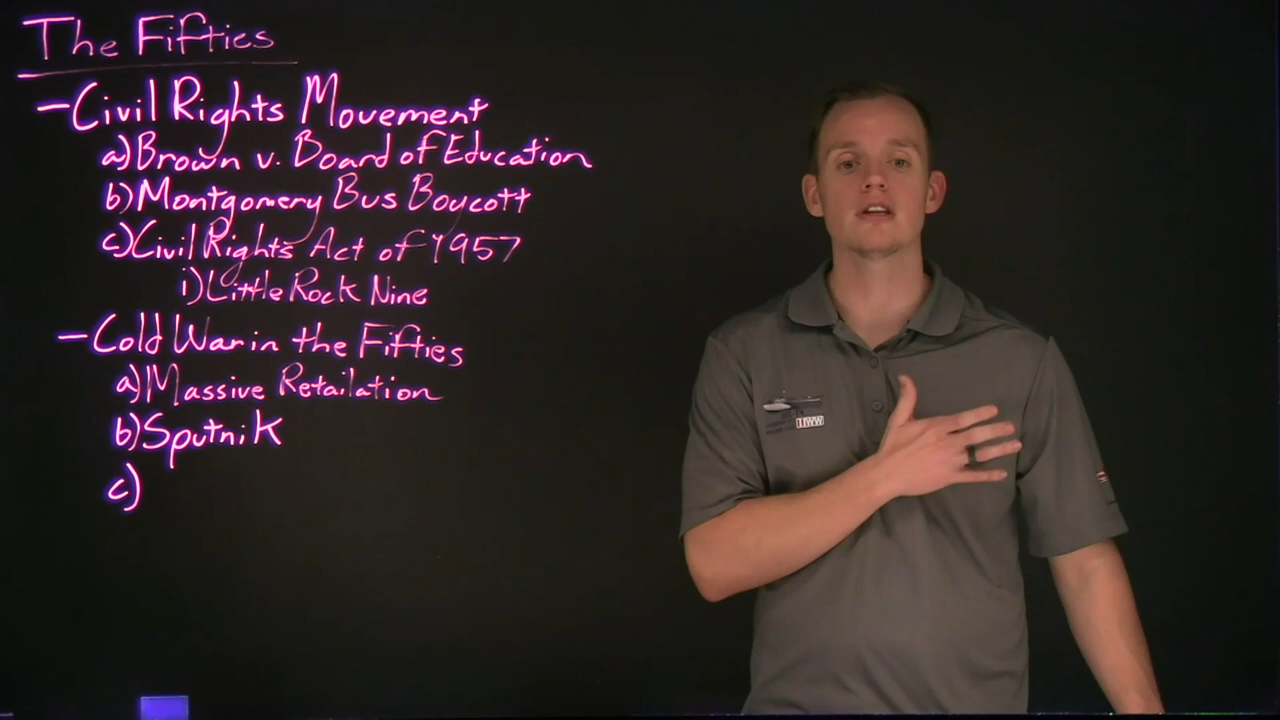 The Fifties
- Civil Rights Movement
a) Brown v. Board of Education
b) Montgomery Bus Boycott
c) Civil Rights Act of 1957
i) Little Rock Nine
- Cold War in the Fifties
a) Massive Retailation
b) Sputnik
c)